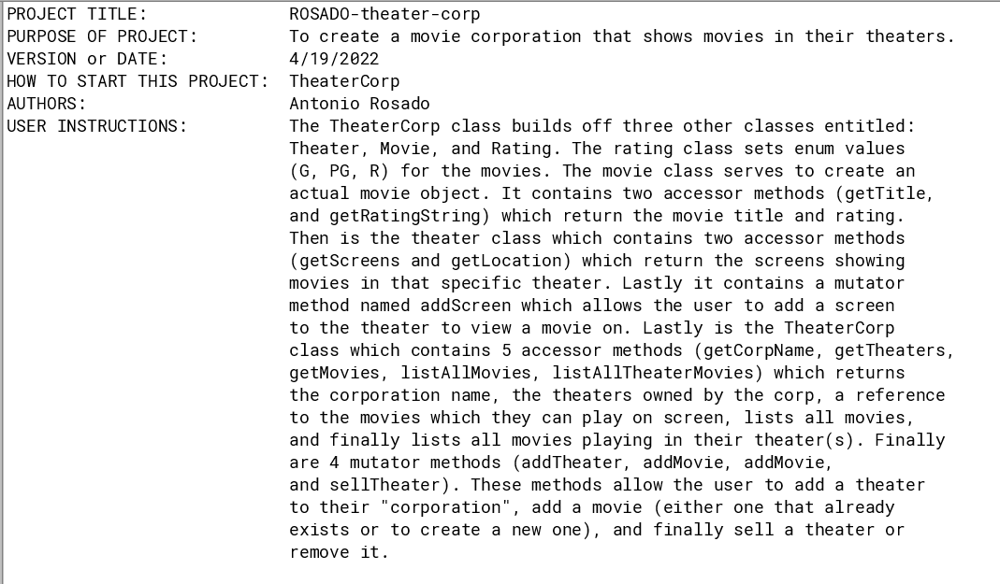 PROJECT TITLE: ROSADO-theater-corp
PURPOSE OF PROJECT: To create a movie corporation that shows movies in their theaters.
VERSION or DATE: 4/19/2022
HOW TO START THIS PROJECT: TheaterCorp
AUTHORS: Antonio Rosado
USER INSTRUCTIONS: The TheaterCorp class builds off three other classes entitled:
Theater, Movie, and Rating. The rating class sets enum values
(G, PG, R) for the movies. The movie class serves to create an
actual movie object. It contains two accessor methods (getTitle,
and getRatingString) which return the movie title and rating.
Then is the theater class which contains two accessor methods
(getScreens and getLocation) which return the screens showing
movies in that specific theater. Lastly it contains a mutator
method named addScreen which allows the user to add a screen
to the theater to view a movie on. Lastly is the TheaterCorp
class which contains 5 accessor methods (getCorpName, getTheaters,
getMovies, listAllMovies, listAllTheaterMovies) which returns
the corporation name, the theaters owned by the corp, a reference
to the movies which they can play on screen, lists all movies,
and finally lists all movies playing in their theater(s). Finally
are 4 mutator methods (addTheater, addMovie, addMovie,
and sellTheater). These methods allow the user to add a theater
to their "corporation", add a movie (either one that already
exists or to create a new one), and finally sell a theater or
remove it.